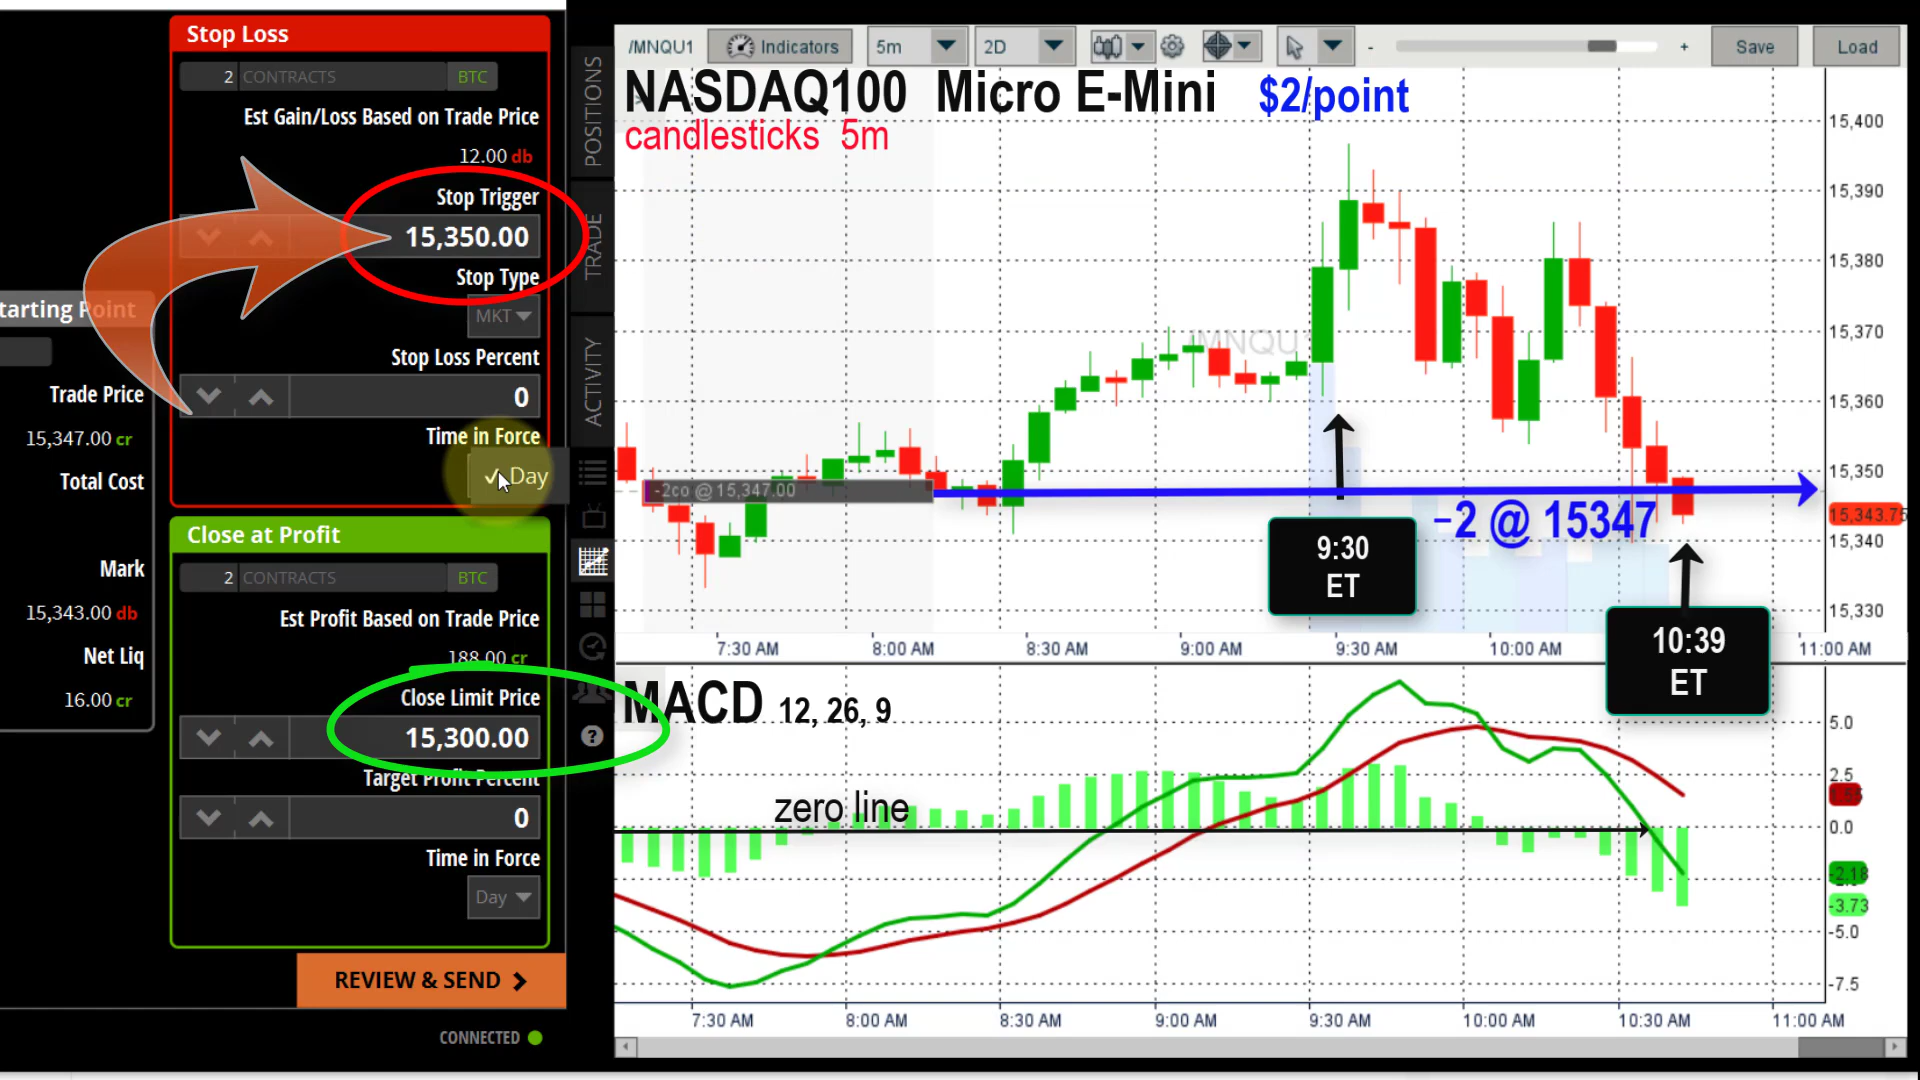 Stop Loss
2 CONTRACTS BTC
Est Gain/Loss Based on Trade Price
12.00 db
Stop Trigger
15,350.00
Stop Type
MKT
Stop Loss Percent
0
Time in Force
Day
tarting Point
Trade Price
15,347.00 cr
Total Cost
Mark
15,343.00 db
Net Liq
16.00 cr
Close at Profit
2 CONTRACTS BTC
Est Profit Based on Trade Price
188.00 cr
Close Limit Price
15,300.00
Target Profit Percent
0
Time in Force
Day
REVIEW & SEND
CONNECTED
POSITIONS
TRADE
ACTIVITY
?
/MNQU1 Indicators 5m 2D - + Save Load
NASDAQ100 Micro E-Mini $2/point
candlesticks 5m
15,400
15,390
15,380
15,370
15,360
15,350
15,343.75
15,340
15,330
/MNQU1
-2co @ 15,347.00
-2 @ 15347
9:30
ET
10:39
ET
7:30 AM 8:00 AM 8:30 AM 9:00 AM 9:30 AM 10:00 AM 11:00 AM
MACD 12, 26, 9
zero line
5.0
2.5
0.0
-2.18
-3.73
-5.0
-7.5
7:30 AM 8:00 AM 8:30 AM 9:00 AM 9:30 AM 10:00 AM 10:30 AM 11:00 AM